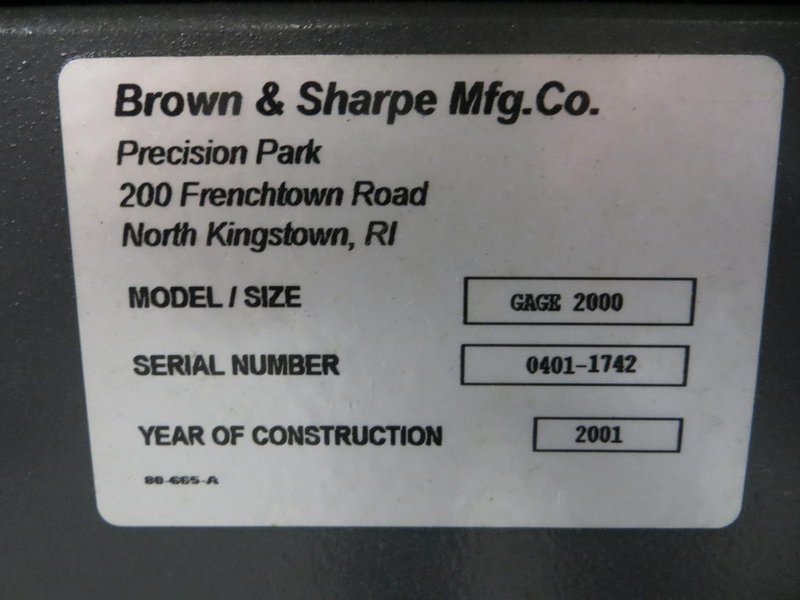 Brown & Sharpe Mfg.Co.
Precision Park
200 Frenchtown Road
North Kingstown, RI
MODEL / SIZE GAGE 2000
SERIAL NUMBER 0401-1742
YEAR OF CONSTRUCTION 2001
80-665-A